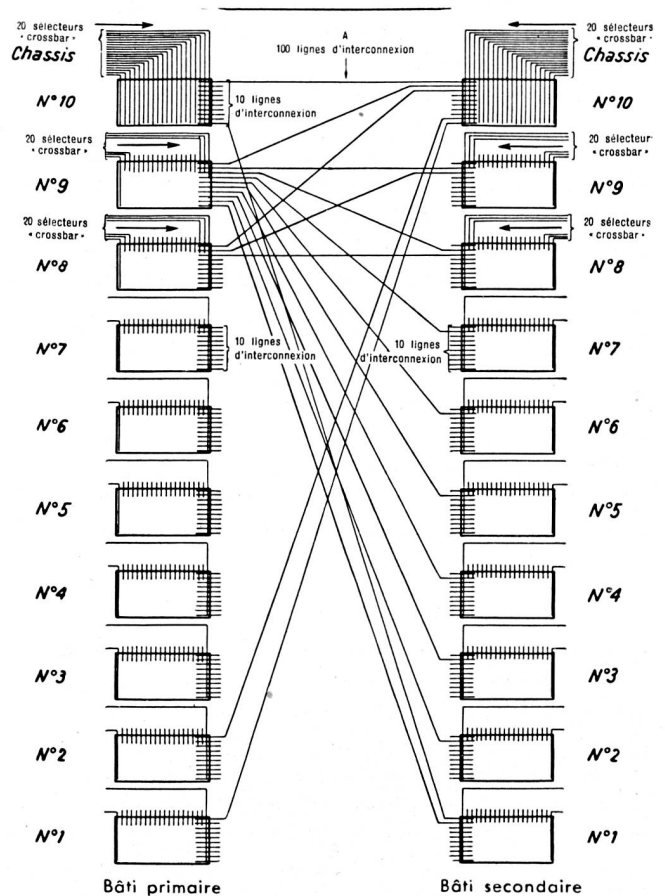 20 sélecteurs
« crossbar »
Chassis
N°10
20 sélecteurs
« crossbar »
N°9
20 sélecteurs
« crossbar »
N°8
N°7
N°6
N°5
N°4
N°3
N°2
N°1
Bâti primaire
A
100 lignes d'interconnexion
10 lignes
d'interconnexion
10 lignes
d'interconnexion
10 lignes
d'interconnexion
20 sélecteurs
« crossbar »
Chassis
N°10
20 sélecteurs
« crossbar »
N°9
20 sélecteurs
« crossbar »
N°8
N°7
N°6
N°5
N°4
N°3
N°2
N°1
Bâti secondaire